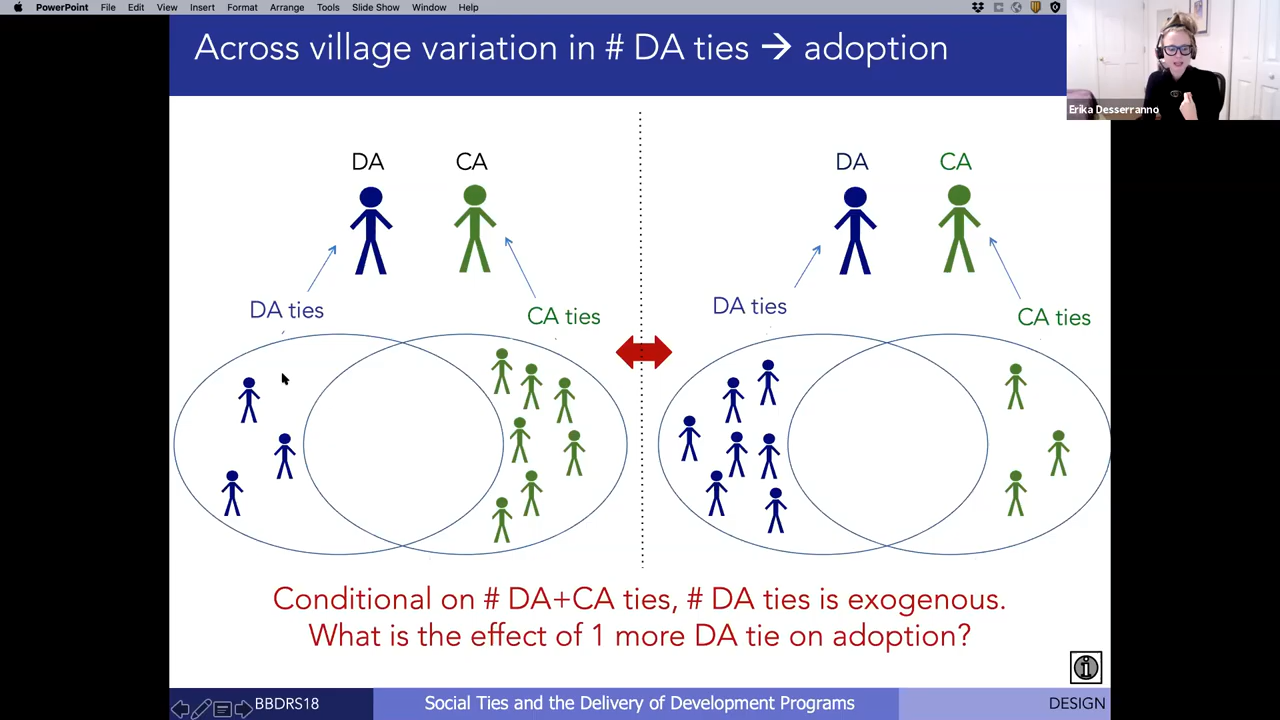 PowerPoint File Edit View Insert Format Arrange Tools Slide Show Window Help
Across village variation in # DA ties → adoption
Erika Desserranno
DA CA DA CA
DA ties CA ties DA ties CA ties
Conditional on # DA+CA ties, # DA ties is exogenous.
What is the effect of 1 more DA tie on adoption?
BBDRS18 Social Ties and the Delivery of Development Programs DESIGN